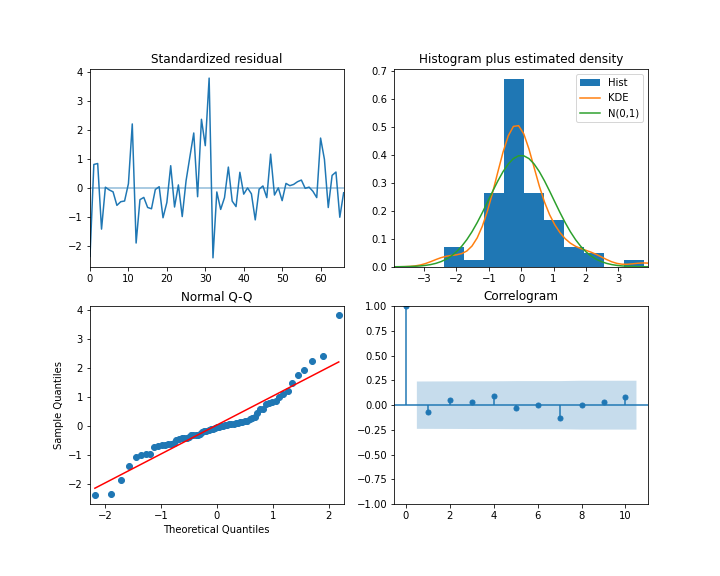 Standardized residual
4
3
2
1
0
−1
−2
0 10 20 30 40 50 60
Histogram plus estimated density
0.7
0.6
0.5
0.4
0.3
0.2
0.1
0.0
−3 −2 −1 0 1 2 3
Hist
KDE
N(0,1)
Normal Q-Q
Sample Quantiles
4
3
2
1
0
−1
−2
−2 −1 0 1 2
Theoretical Quantiles
Correlogram
1.00
0.75
0.50
0.25
0.00
−0.25
−0.50
−0.75
−1.00
0 2 4 6 8 10